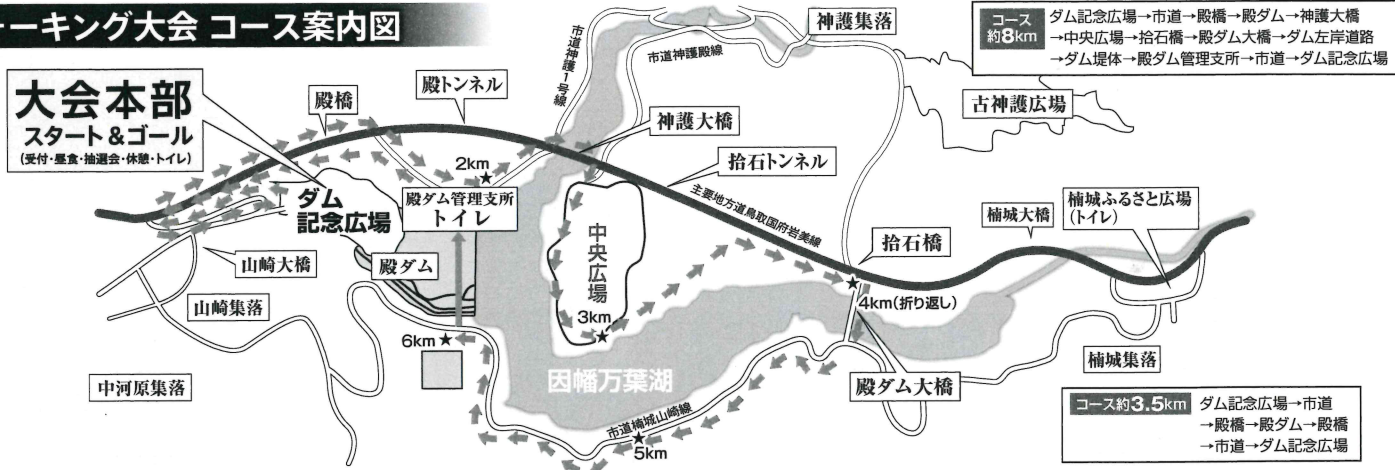 ーキング大会 コース案内図
コース
約8km
ダム記念広場→市道→殿橋→殿ダム→神護大橋
→中央広場→拾石橋→殿ダム大橋→ダム左岸道路
→ダム堤体→殿ダム管理支所→市道→ダム記念広場
大会本部
スタート&ゴール
(受付・昼食・抽選会・休憩・トイレ)
殿橋
殿トンネル
市道神護1号線
市道神護殿線
神護集落
古神護広場
神護大橋
2km
拾石トンネル
ダム
記念広場
殿ダム管理支所
トイレ
主要地方道鳥取国府岩美線
楠城大橋
楠城ふるさと広場
(トイレ)
中央広場
拾石橋
山崎大橋
殿ダム
山崎集落
4km(折り返し)
3km
6km
中河原集落
因幡万葉湖
殿ダム大橋
楠城集落
市道楠城山崎線
5km
コース約3.5km
ダム記念広場→市道
→殿橋→殿ダム→殿橋
→市道→ダム記念広場